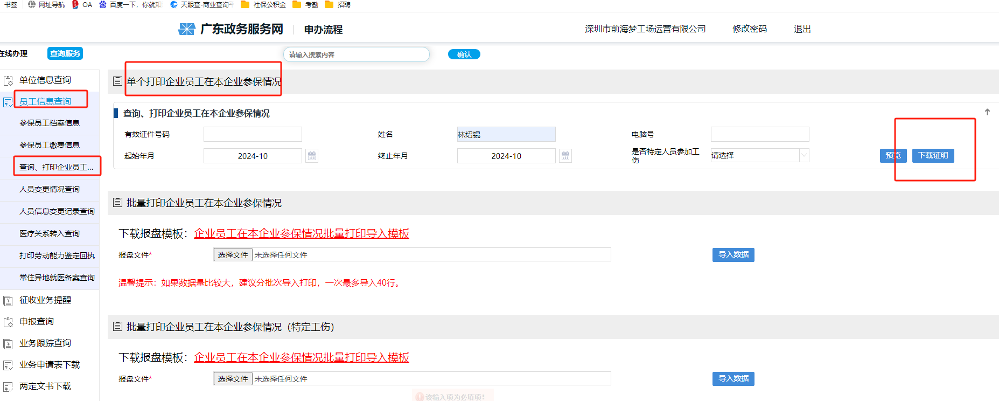 书签 网址导航 OA 百度一下，你就知 天眼查-商业查询平 社保公积金 考勤 招聘
广东政务服务网 申办流程 深圳市前海梦工场运营有限公司 修改密码 退出
在线办理 查询服务 请输入搜索内容 确认
单位信息查询
员工信息查询
参保员工档案信息
参保员工缴费信息
查询、打印企业员工...
人员变更情况查询
人员信息变更记录查询
医疗关系转入查询
打印劳动能力鉴定回执
常住异地就医备案查询
征收业务提醒
申报查询
业务跟踪查询
业务申请表下载
两定文书下载
单个打印企业员工在本企业参保情况
查询、打印企业员工在本企业参保情况
有效证件号码 姓名 林绍锟 电脑号
起始年月 2024-10 终止年月 2024-10 是否特定人员参加工伤 请选择 预览 下载证明
批量打印企业员工在本企业参保情况
下载报盘模板：企业员工在本企业参保情况批量打印导入模板
报盘文件* 选择文件 未选择任何文件 导入数据
温馨提示：如果数据量比较大，建议分批次导入打印，一次最多导入40行。
批量打印企业员工在本企业参保情况（特定工伤）
下载报盘模板：企业员工在本企业参保情况批量打印导入模板
报盘文件* 选择文件 未选择任何文件 导入数据
该输入项为必填项!